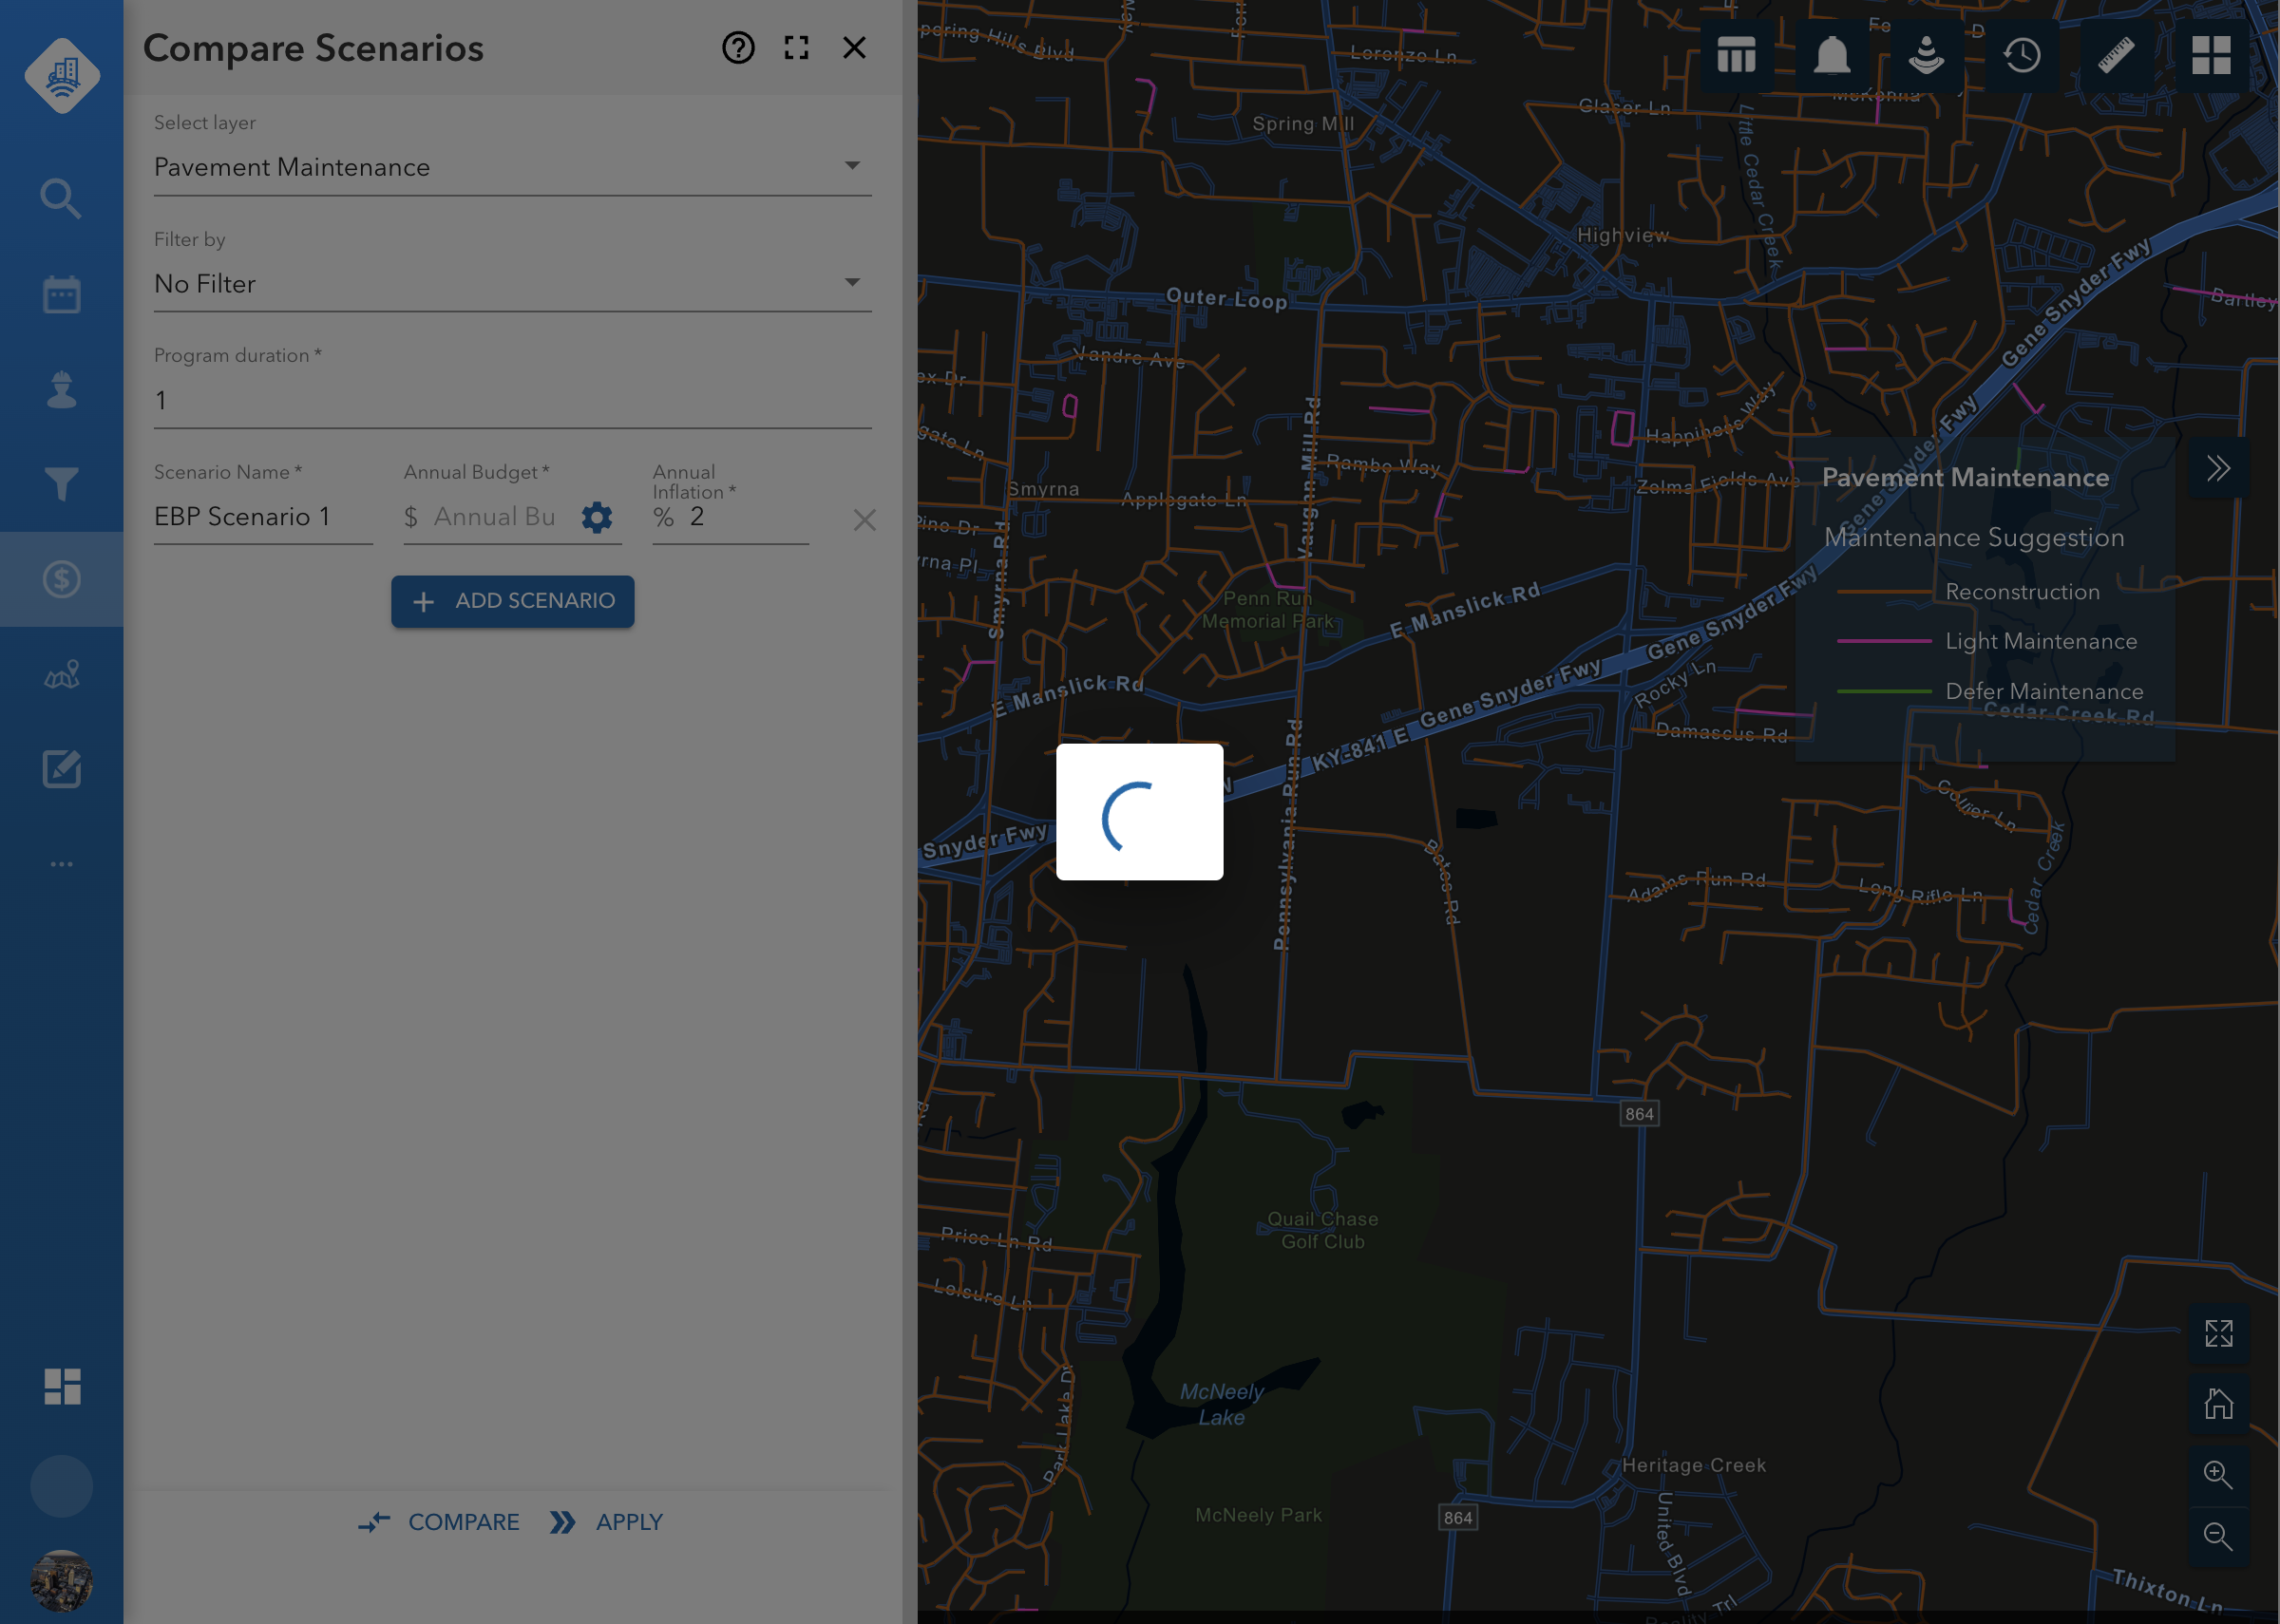 Compare Scenarios
Select layer
Pavement Maintenance
Filter by
No Filter
Program duration *
1
Scenario Name *
EBP Scenario 1
Annual Budget *
$ Annual Bu
Annual
Inflation *
% 2
ADD SCENARIO
COMPARE
APPLY
Spring Mill
Lorenzo Ln
Glaser Ln
McKenna
Little Cedar Creek
Highview
Outer Loop
Gene Snyder Fwy
Bartley
Vandre Ave
Happiness Way
Gene Snyder Fwy
Rambo Way
Zelma Fields Ave
Smyrna
Applegate Ln
Vaughn Mill Rd
Smyrna Rd
Penn Run
Memorial Park
E Manslick Rd
Gene Snyder Fwy
E Manslick Rd
Gene Snyder Fwy
Rocky Ln
KY-841 E
Damascus Rd
Pavement Maintenance
Maintenance Suggestion
Reconstruction
Light Maintenance
Defer Maintenance
Cedar Creek Rd
Collier Ln
Snyder Fwy
Pennsylvania Run Rd
Bates Rd
Adams Run Rd
Long Rifle Ln
Cedar Creek
864
Quail Chase
Golf Club
Price Ln Rd
Leisure Ln
Park Lake Dr
McNeely
Lake
Heritage Creek
McNeely Park
864
United Blvd
Reality Trl
Thixton Ln